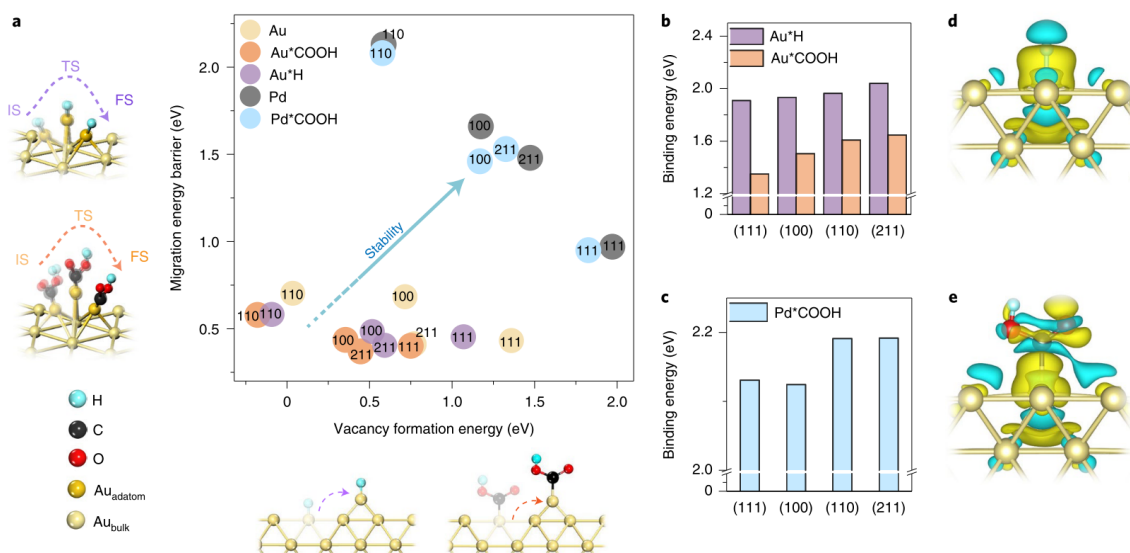 a
IS
TS
FS
IS
TS
FS
H
C
O
Au_adatom
Au_bulk
Migration energy barrier (eV)
2.0
1.5
1.0
0.5
0
0.5
1.0
1.5
2.0
Vacancy formation energy (eV)
Au
Au*COOH
Au*H
Pd
Pd*COOH
110
110
100
100
211
211
111
111
Stability
110
100
110
110
100
100
211
211
111
211
111
111
b
Binding energy (eV)
2.4
2.0
1.6
1.2
0
Au*H
Au*COOH
(111) (100) (110) (211)
c
Binding energy (eV)
2.2
2.0
0
Pd*COOH
(111) (100) (110) (211)
d
e